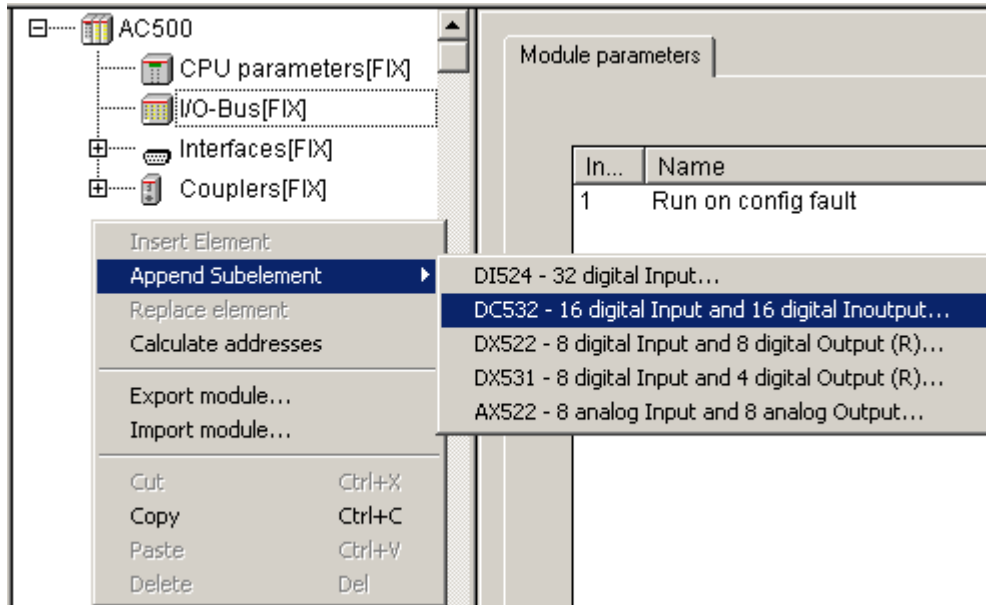 AC500
CPU parameters[FIX]
I/O-Bus[FIX]
Interfaces[FIX]
Couplers[FIX]
Module parameters
In... Name
1 Run on config fault
Insert Element
Append Subelement
Replace element
Calculate addresses
Export module...
Import module...
Cut Ctrl+X
Copy Ctrl+C
Paste Ctrl+V
Delete Del
DI524 - 32 digital Input...
DC532 - 16 digital Input and 16 digital Inoutput...
DX522 - 8 digital Input and 8 digital Output (R)...
DX531 - 8 digital Input and 4 digital Output (R)...
AX522 - 8 analog Input and 8 analog Output...